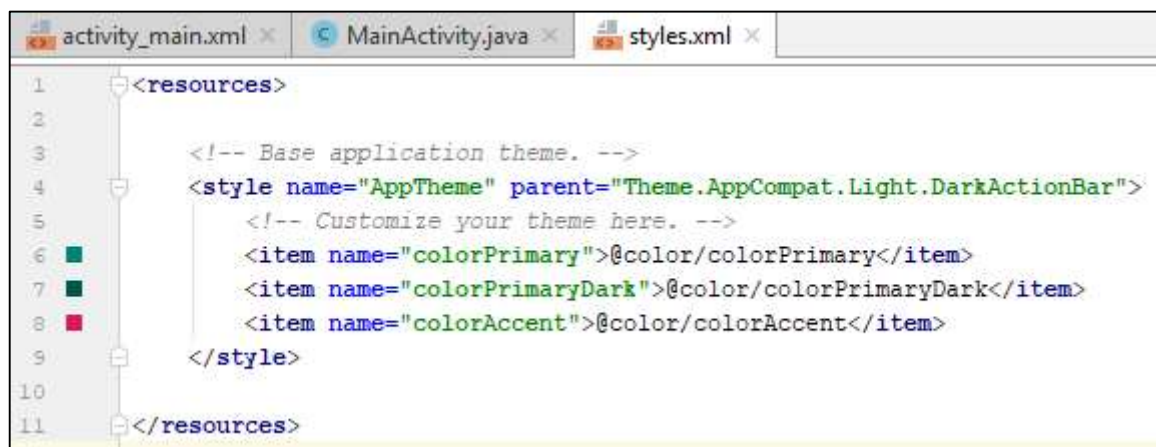 activity_main.xml MainActivity.java styles.xml
1 <resources>
2
3 <!-- Base application theme. -->
4 <style name="AppTheme" parent="Theme.AppCompat.Light.DarkActionBar">
5 <!-- Customize your theme here. -->
6 <item name="colorPrimary">@color/colorPrimary</item>
7 <item name="colorPrimaryDark">@color/colorPrimaryDark</item>
8 <item name="colorAccent">@color/colorAccent</item>
9 </style>
10
11 </resources>